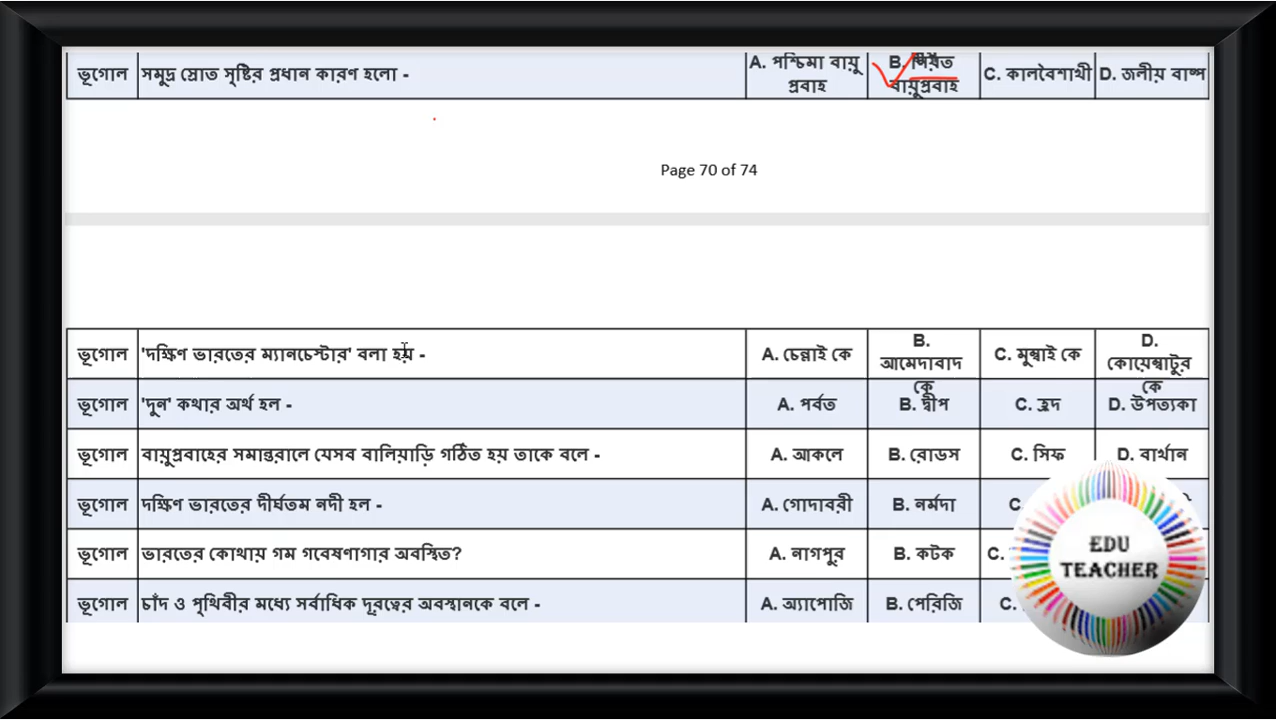 ভূগোল সমুদ্র স্রোত সৃষ্টির প্রধান কারণ হলো - A. পশ্চিমা বায়ু প্রবাহ B. নিয়ত বায়ুপ্রবাহ C. কালবৈশাখী D. জলীয় বাষ্প
Page 70 of 74
ভূগোল 'দক্ষিণ ভারতের ম্যানচেস্টার' বলা হয় - A. চেন্নাই কে B. আমেদাবাদ কে C. মুম্বাই কে D. কোয়েম্বাটুর কে
ভূগোল 'দুন' কথার অর্থ হল - A. পর্বত B. দ্বীপ C. হ্রদ D. উপত্যকা
ভূগোল বায়ুপ্রবাহের সমান্তরালে যেসব বালিয়াড়ি গঠিত হয় তাকে বলে - A. আকলে B. রোডস C. সিফ D. বার্খান
ভূগোল দক্ষিণ ভারতের দীর্ঘতম নদী হল - A. গোদাবরী B. নর্মদা C.
ভূগোল ভারতের কোথায় গম গবেষণাগার অবস্থিত? A. নাগপুর B. কটক C.
ভূগোল চাঁদ ও পৃথিবীর মধ্যে সর্বাধিক দূরত্বের অবস্থানকে বলে - A. অ্যাপোজি B. পেরিজি C.
EDU
TEACHER